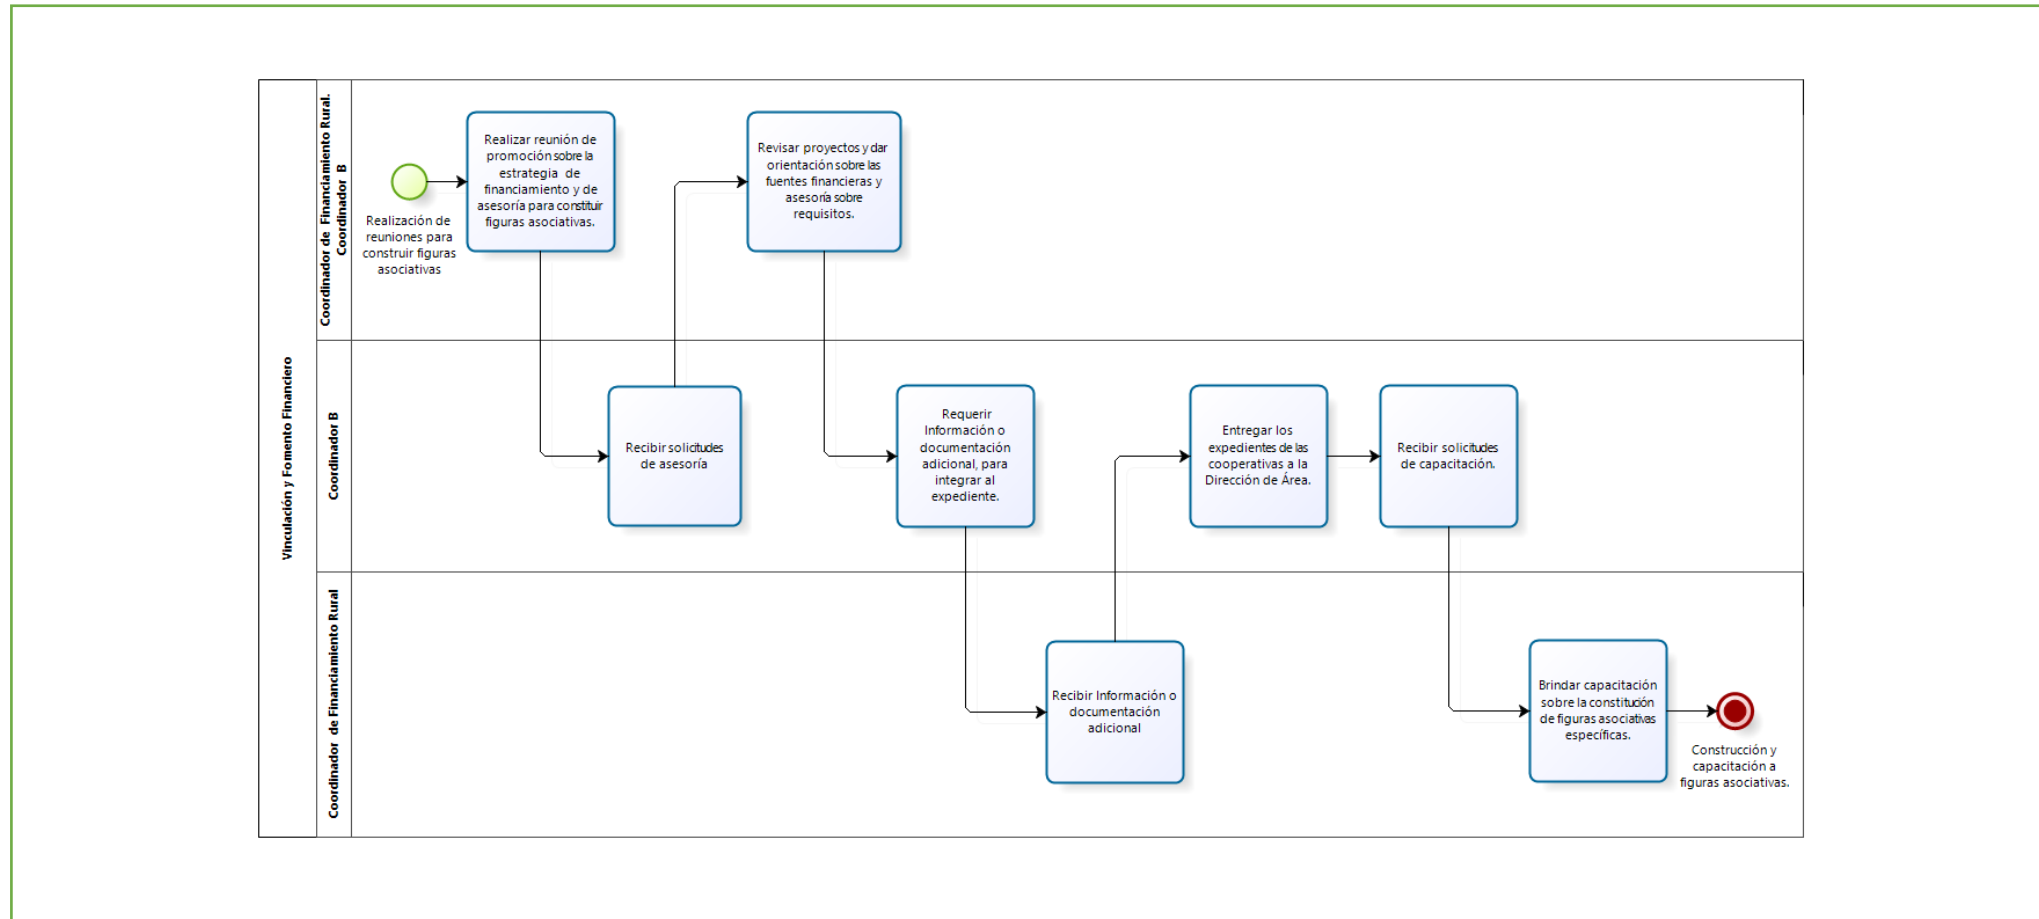 Vinculación y Fomento Financiero
Coordinador de Financiamiento Rural.
Coordinador B
Realización de
reuniones para
construir figuras
asociativas
Realizar reunión de
promoción sobre la
estrategia de
financiamiento y de
asesoría para constituir
figuras asociativas.
Revisar proyectos y dar
orientación sobre las
fuentes financieras y
asesoría sobre
requisitos.
Coordinador B
Recibir solicitudes
de asesoría
Requerir
Información o
documentación
adicional, para
integrar al
expediente.
Entregar los
expedientes de las
cooperativas a la
Dirección de Área.
Recibir solicitudes
de capacitación.
Coordinador de Financiamiento Rural
Recibir Información o
documentación
adicional
Brindar capacitación
sobre la constitución
de figuras asociativas
específicas.
Construcción y
capacitación a
figuras asociativas.